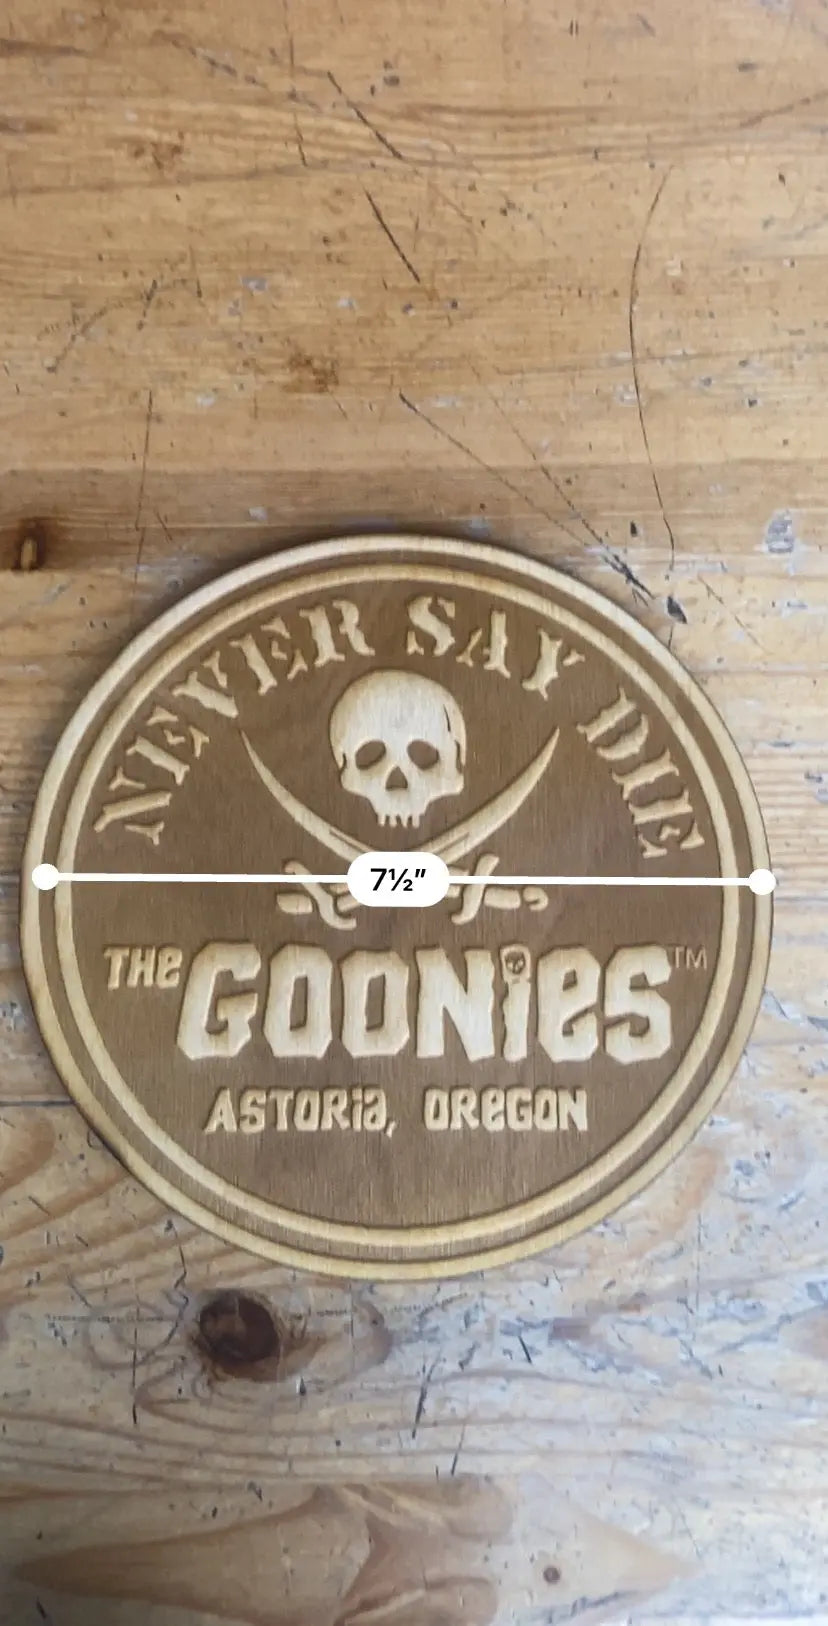 NEVER SAY DIE
7½"
THE GOONiES™
ASTORia, OREGON